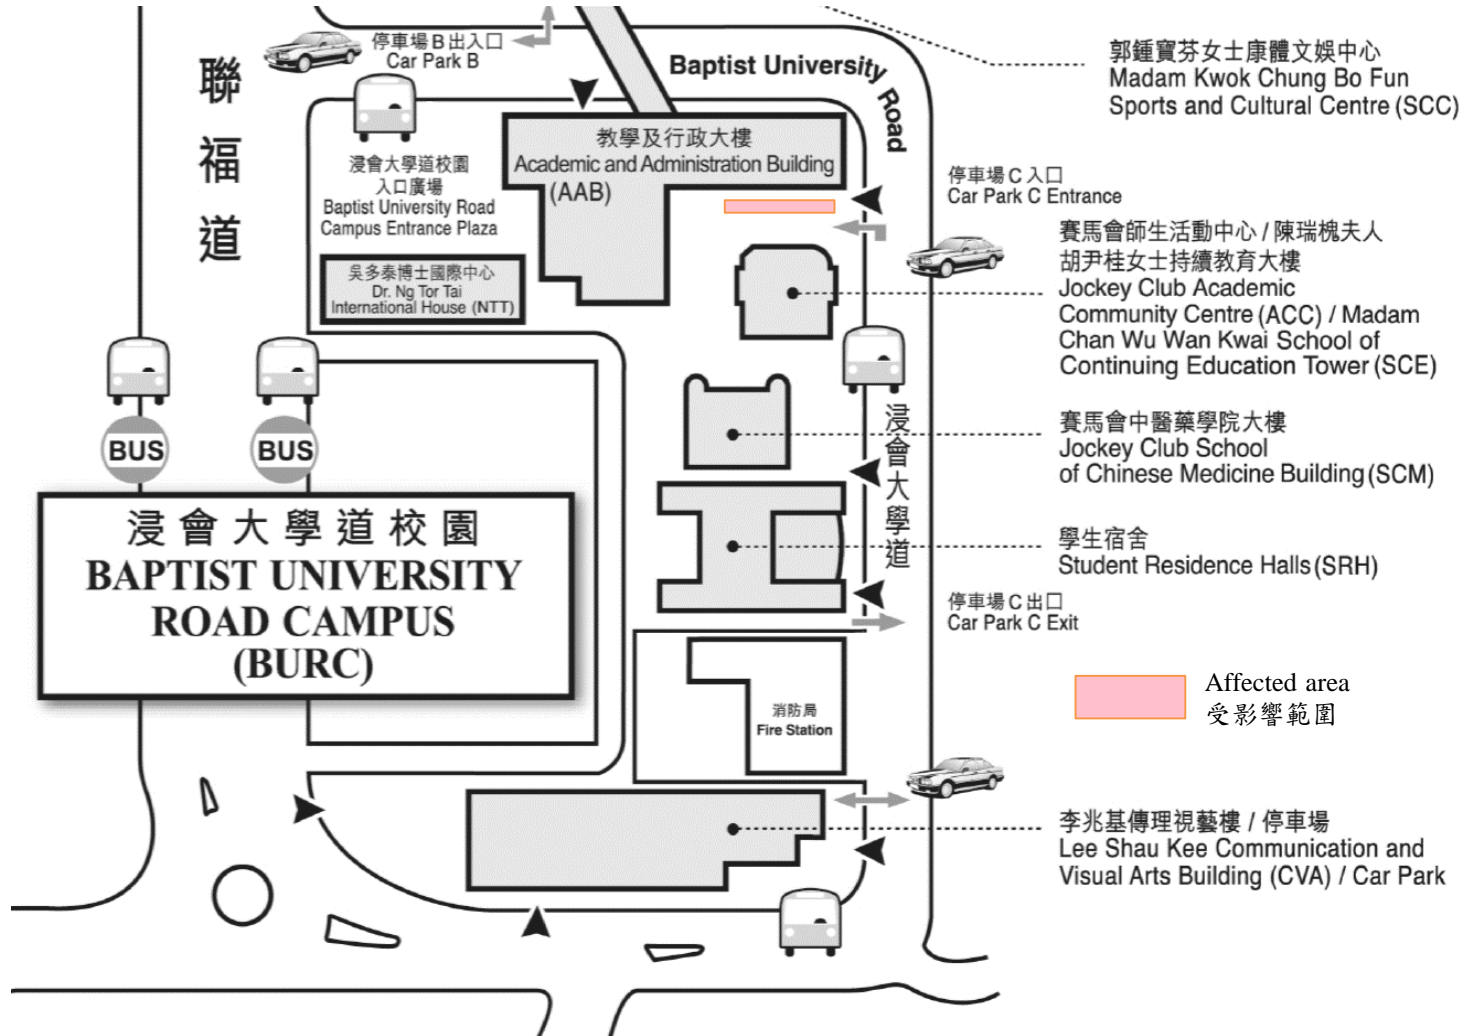 聯福道
停車場B出入口
Car Park B
Baptist University Road
郭鍾寶芬女士康體文娛中心
Madam Kwok Chung Bo Fun
Sports and Cultural Centre (SCC)
教學及行政大樓
Academic and Administration Building
(AAB)
浸會大學道校園
入口廣場
Baptist University Road
Campus Entrance Plaza
停車場C入口
Car Park C Entrance
吳多泰博士國際中心
Dr. Ng Tor Tai
International House (NTT)
賽馬會師生活動中心 / 陳瑞槐夫人
胡尹桂女士持續教育大樓
Jockey Club Academic
Community Centre (ACC) / Madam
Chan Wu Wan Kwai School of
Continuing Education Tower (SCE)
BUS
BUS
浸會大學道
賽馬會中醫藥學院大樓
Jockey Club School
of Chinese Medicine Building (SCM)
浸會大學道校園
BAPTIST UNIVERSITY
ROAD CAMPUS
(BURC)
學生宿舍
Student Residence Halls (SRH)
停車場C出口
Car Park C Exit
消防局
Fire Station
Affected area
受影響範圍
李兆基傳理視藝樓 / 停車場
Lee Shau Kee Communication and
Visual Arts Building (CVA) / Car Park